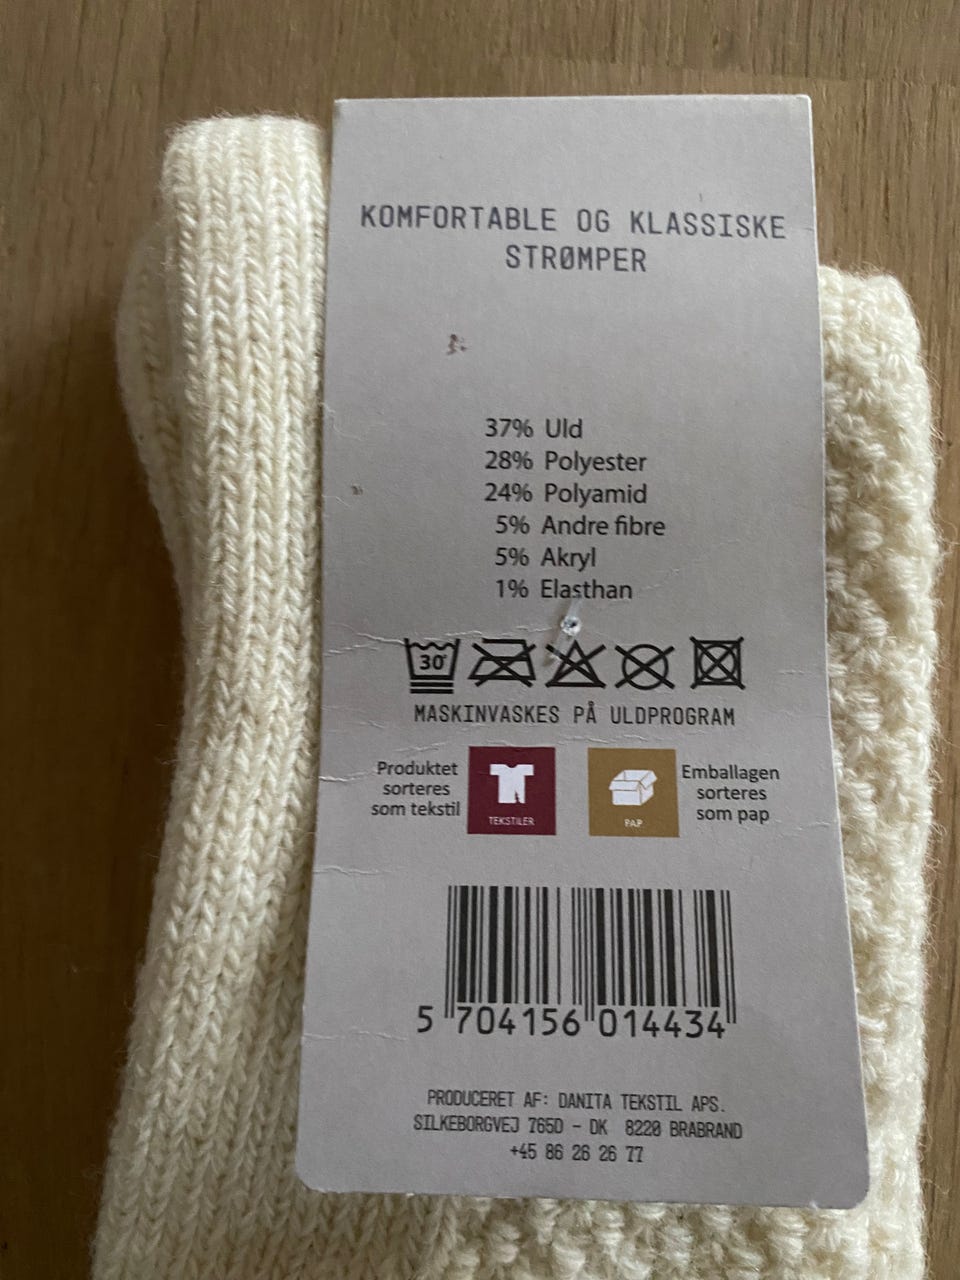 KOMFORTABLE OG KLASSISKE
STRØMPER
37% Uld
28% Polyester
24% Polyamid
5% Andre fibre
5% Akryl
1% Elasthan
30°
MASKINVASKES PÅ ULDPROGRAM
Produktet
sorteres
som tekstil
TEKSTILER
PAP
Emballagen
sorteres
som pap
5 704156 014434
PRODUCERET AF: DANITA TEKSTIL APS.
SILKEBORGVEJ 765D - DK 8220 BRABRAND
+45 86 26 26 77